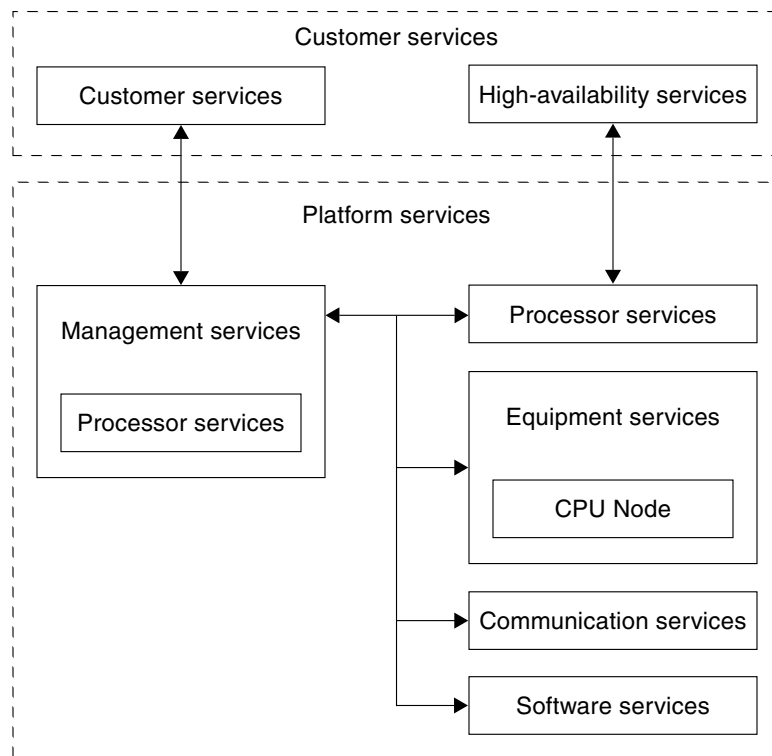 Customer services
Customer services
High-availability services
Platform services
Management services
Processor services
Processor services
Equipment services
CPU Node
Communication services
Software services